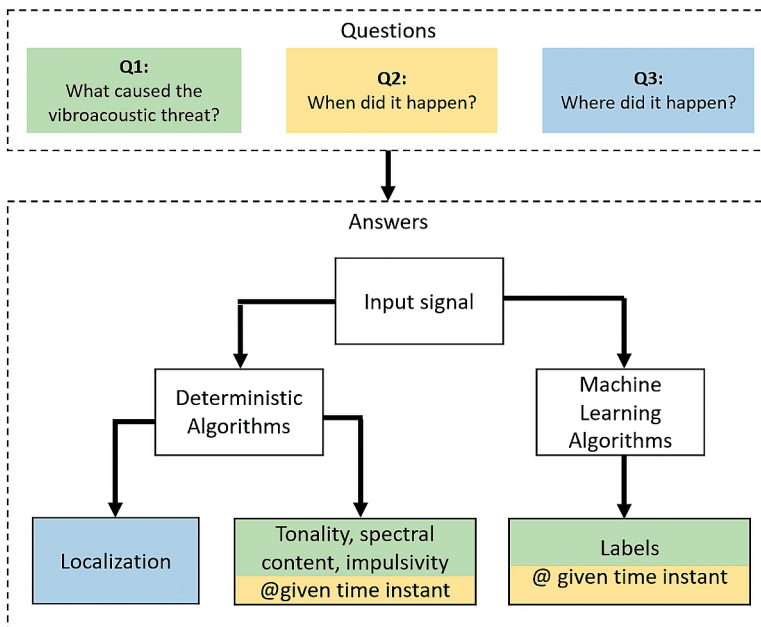 Questions
Q1:
What caused the
vibroacoustic threat?
Q2:
When did it happen?
Q3:
Where did it happen?
Answers
Input signal
Deterministic
Algorithms
Machine
Learning
Algorithms
Localization
Tonality, spectral
content, impulsivity
@given time instant
Labels
@ given time instant